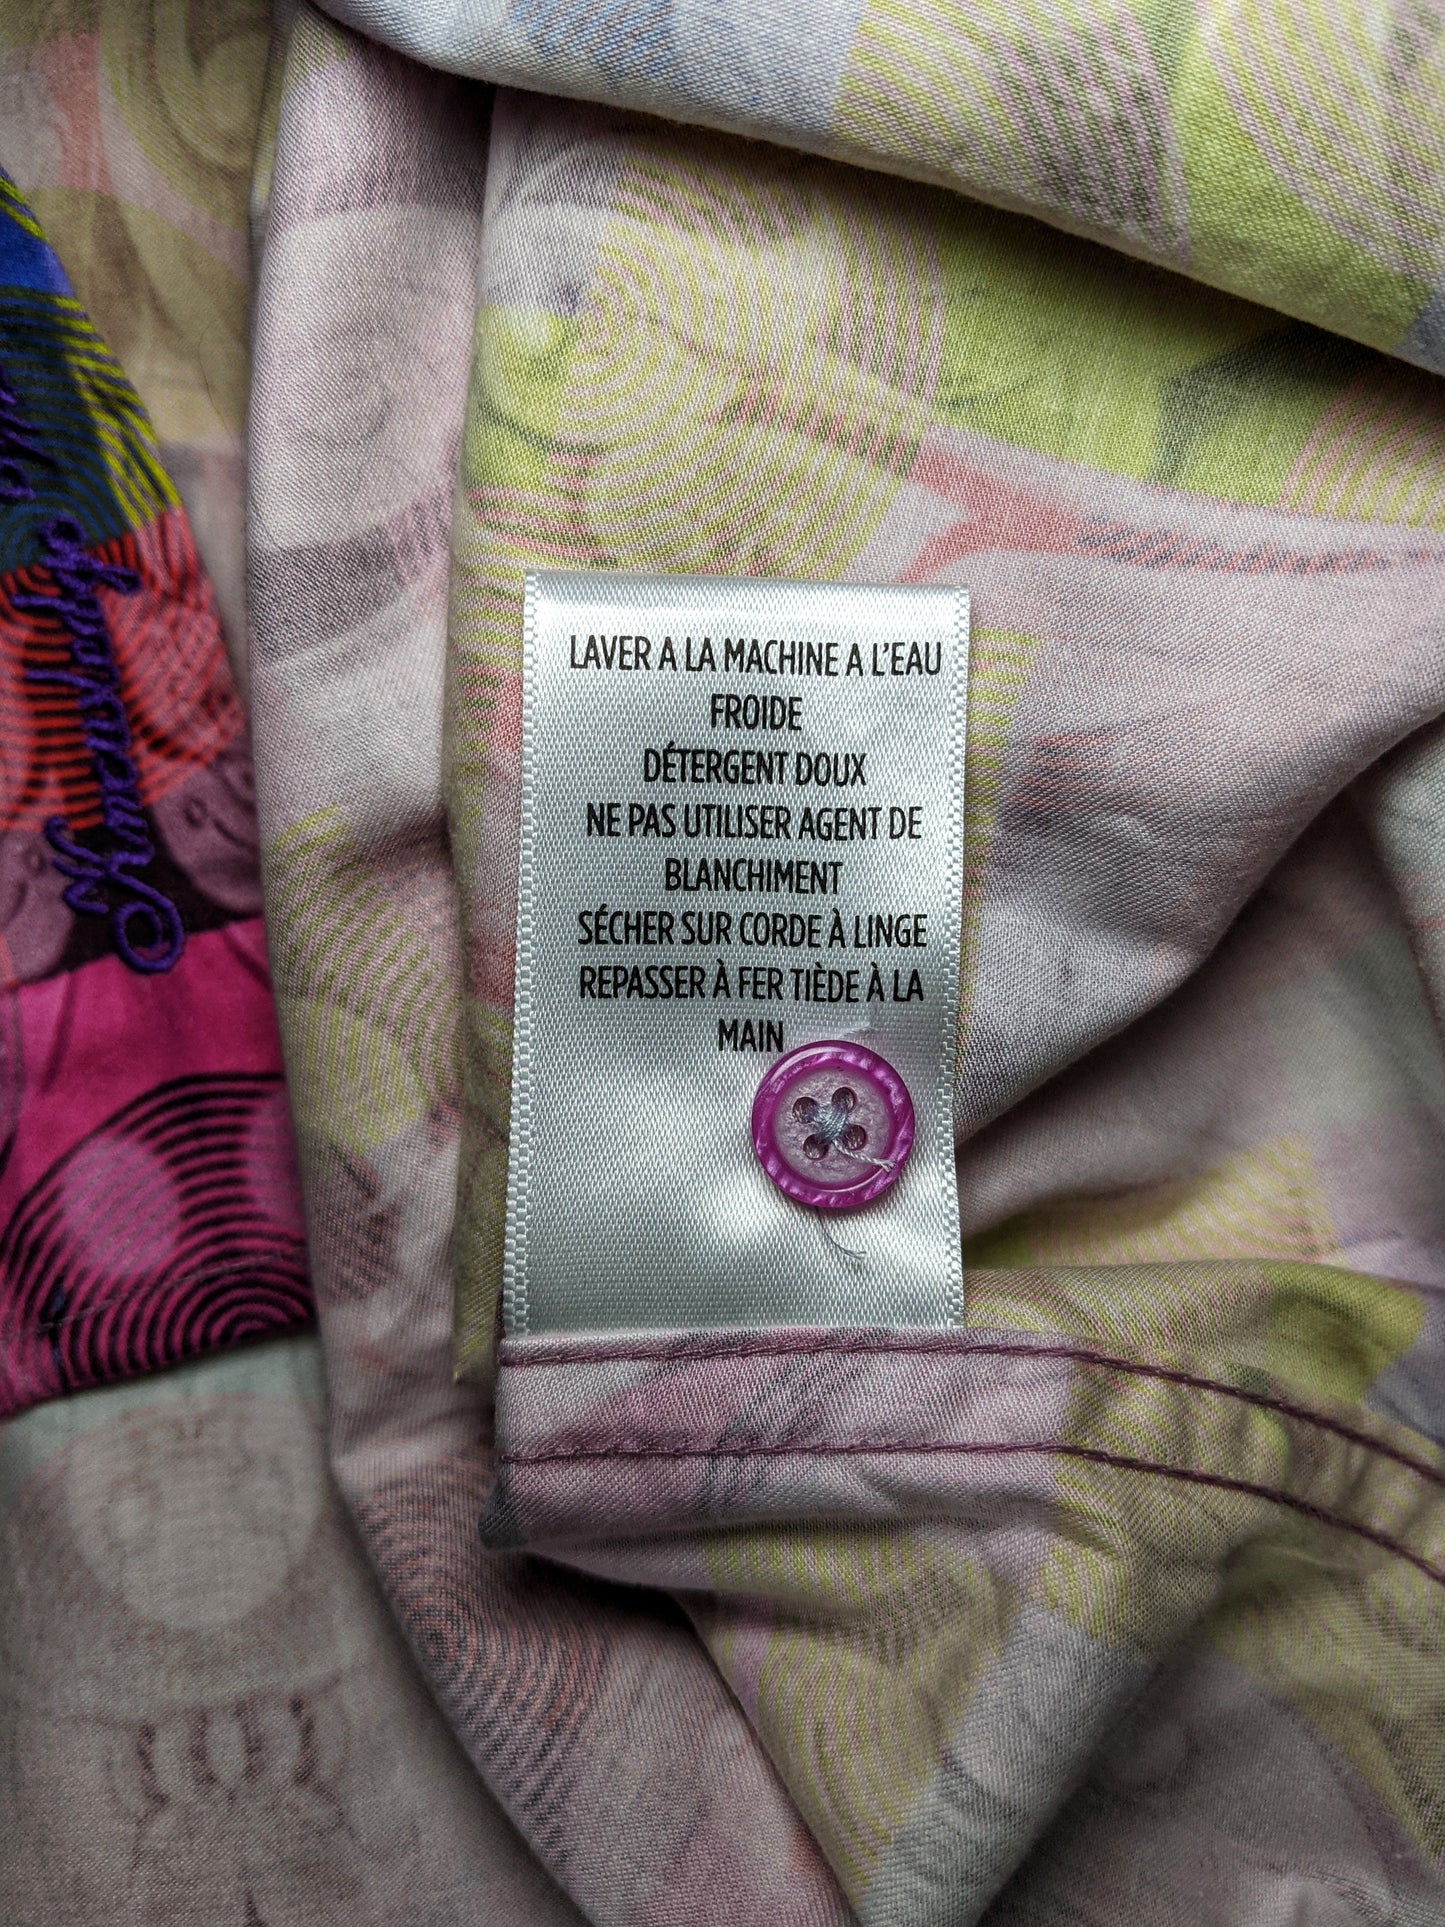 LAVER A LA MACHINE A L'EAU
FROIDE
DÉTERGENT DOUX
NE PAS UTILISER AGENT DE
BLANCHIMENT
SÉCHER SUR CORDE À LINGE
REPASSER À FER TIÈDE À LA
MAIN